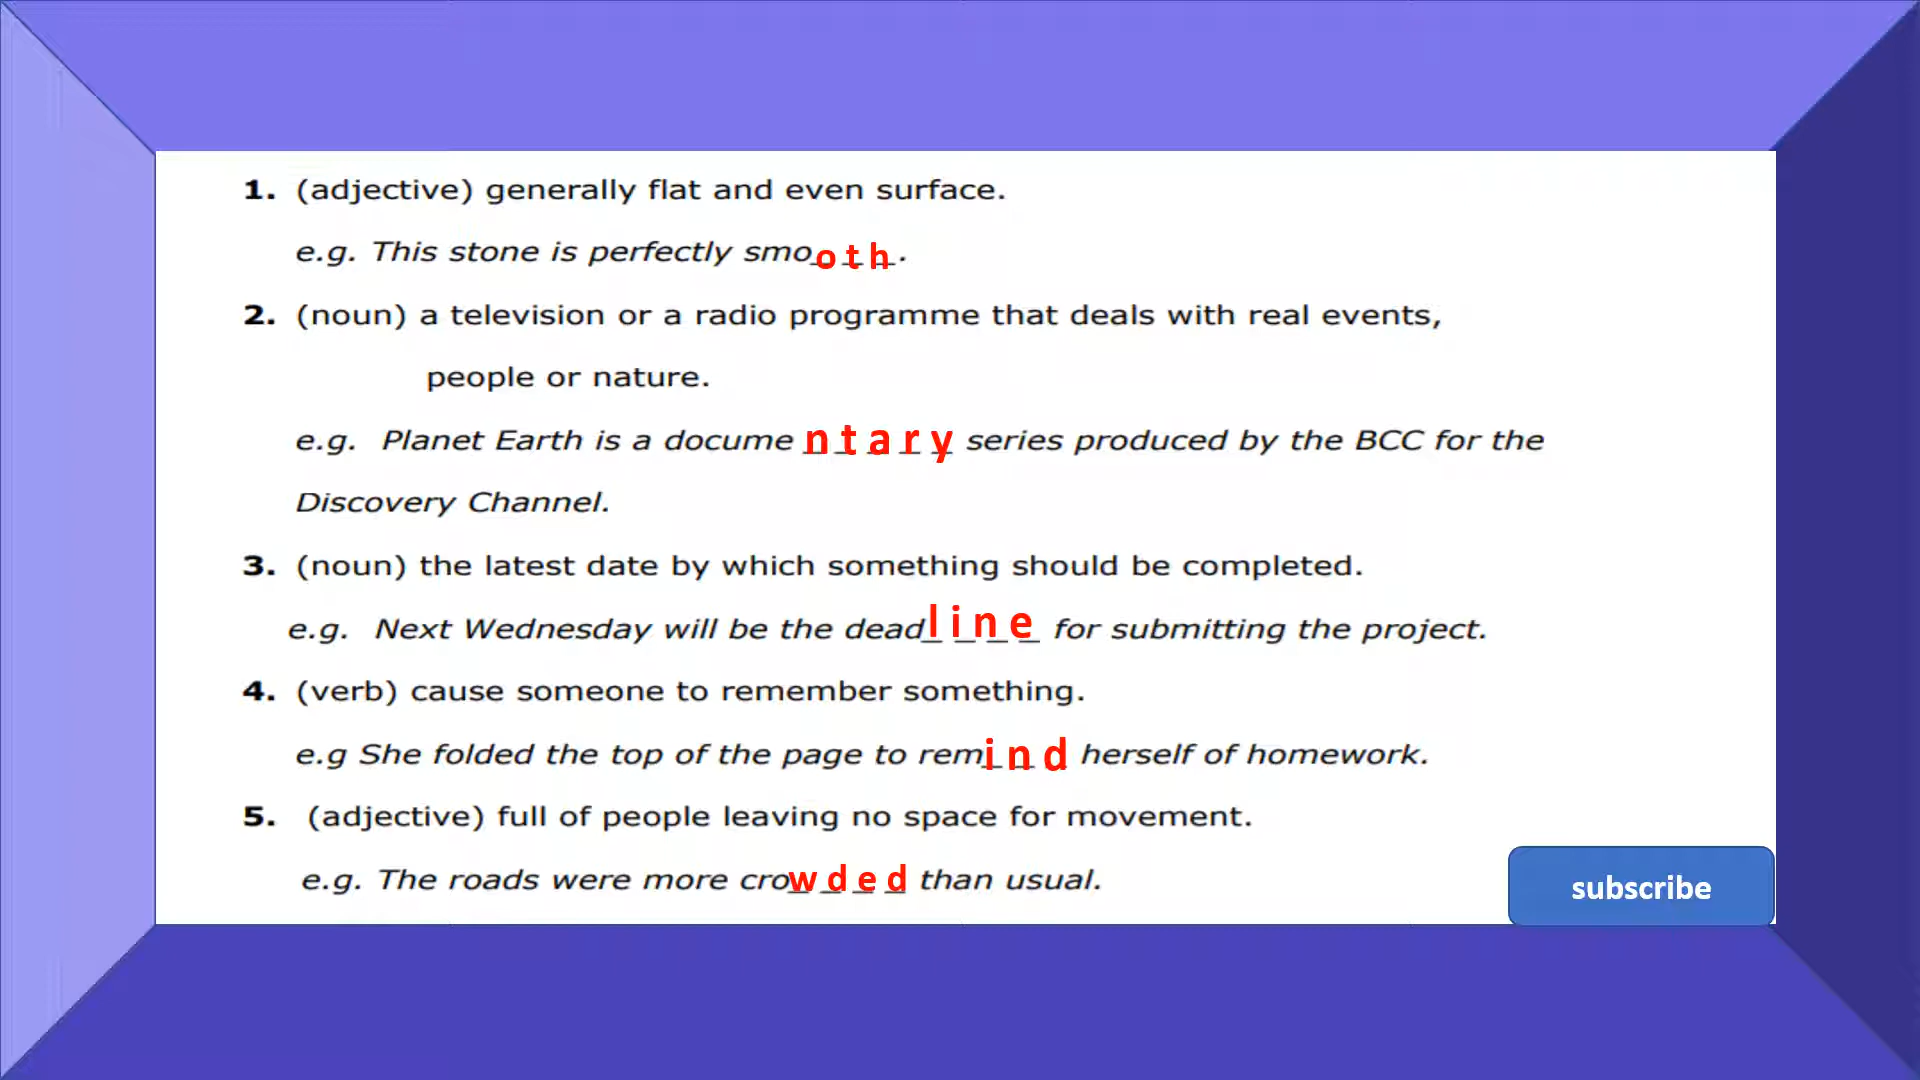 1. (adjective) generally flat and even surface.
e.g. This stone is perfectly smooth.
2. (noun) a television or a radio programme that deals with real events,
people or nature.
e.g. Planet Earth is a docume ntary series produced by the BCC for the
Discovery Channel.
3. (noun) the latest date by which something should be completed.
e.g. Next Wednesday will be the deadline for submitting the project.
4. (verb) cause someone to remember something.
e.g She folded the top of the page to remind herself of homework.
5. (adjective) full of people leaving no space for movement.
e.g. The roads were more crowded than usual.
subscribe